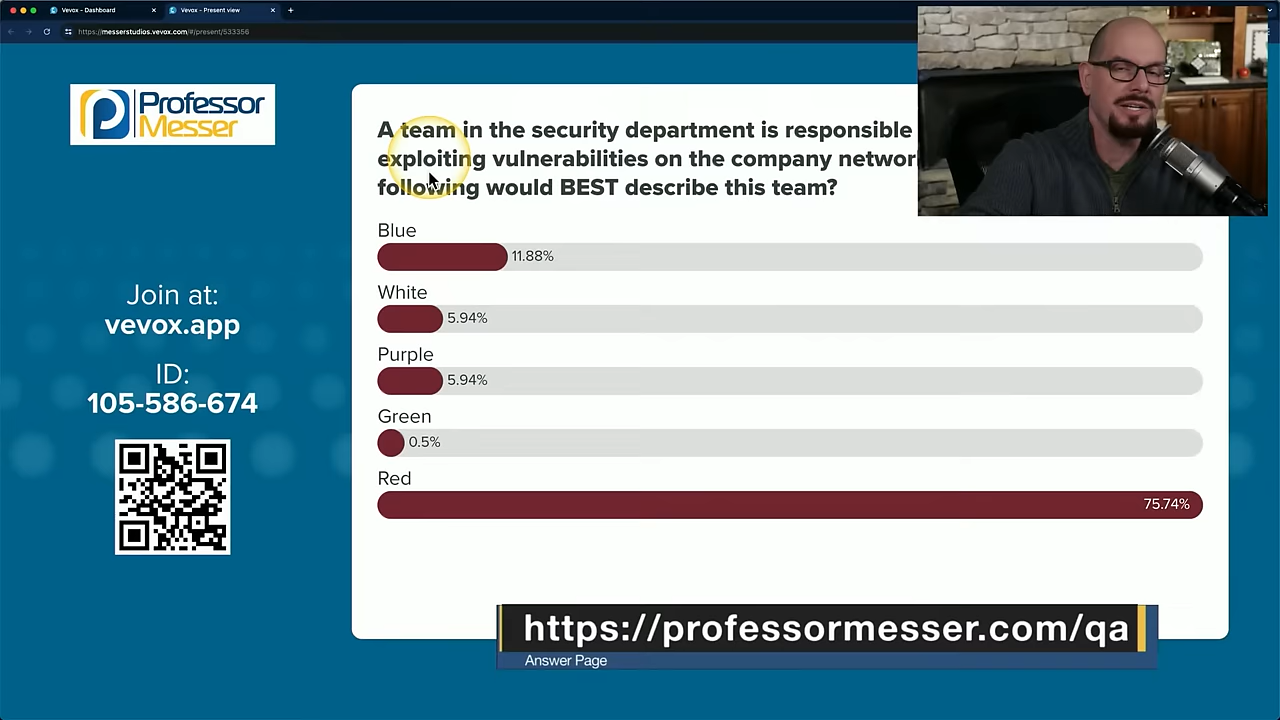 Vevox - Dashboard
Vevox - Present view
https://messerstudios.vevox.com/#/present/533356
Professor
Messer
A team in the security department is responsible
exploiting vulnerabilities on the company
following would BEST describe this team?
Blue
11.88%
White
5.94%
Purple
5.94%
Green
0.5%
Red
75.74%
Join at:
vevox.app
ID:
105-586-674
https://professormesser.com/qa
Answer Page